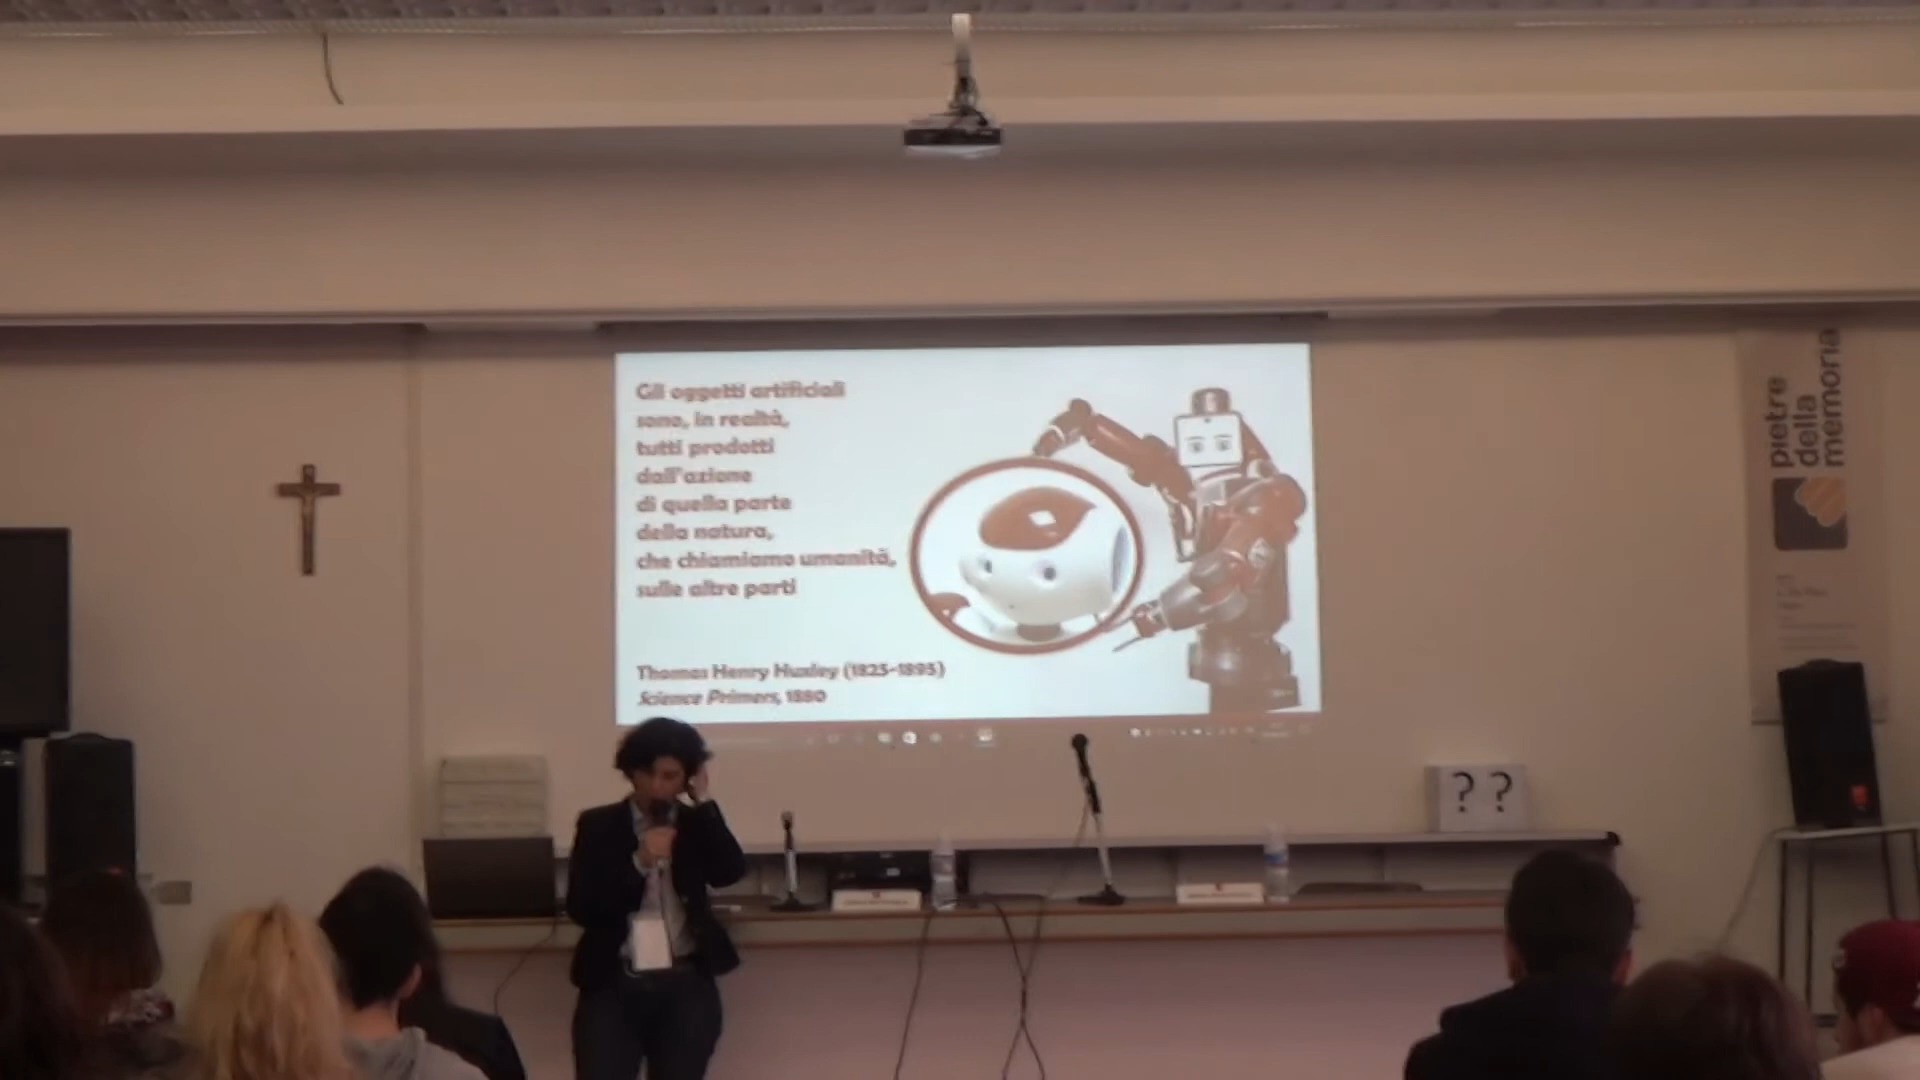 Gli oggetti artificiali
sono, in realtà,
tutti prodotti
dall'azione
di quella parte
della natura,
che chiamiamo umanità,
sulle altre parti
Thomas Henry Huxley (1825-1895)
Science Primers, 1880
pietre
della
memoria
? ?